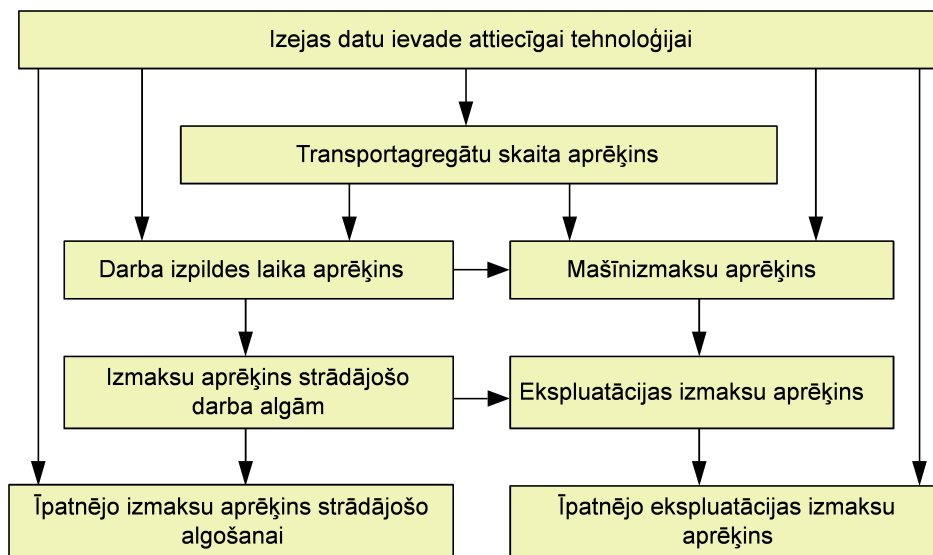 Izejas datu ievade attiecīgai tehnoloģijai
Transportagregātu skaita aprēķins
Darba izpildes laika aprēķins
Mašīnizmaksu aprēķins
Izmaksu aprēķins strādājošo
darba algām
Ekspluatācijas izmaksu aprēķins
Īpatnējo izmaksu aprēķins strādājošo
algošanai
Īpatnējo ekspluatācijas izmaksu
aprēķins